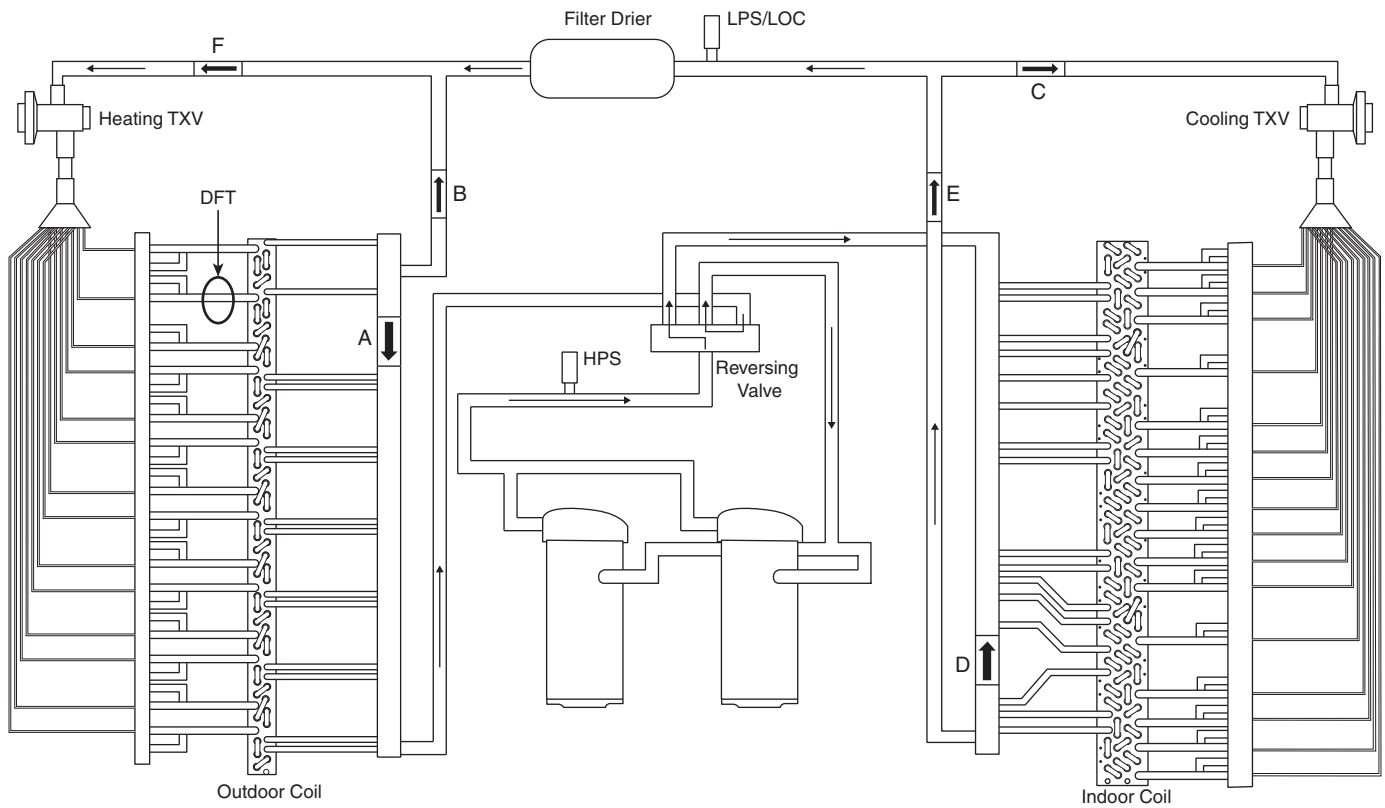 Filter Drier
LPS/LOC
F
C
Heating TXV
Cooling TXV
DFT
B
E
A
HPS
Reversing
Valve
D
Outdoor Coil
Indoor Coil